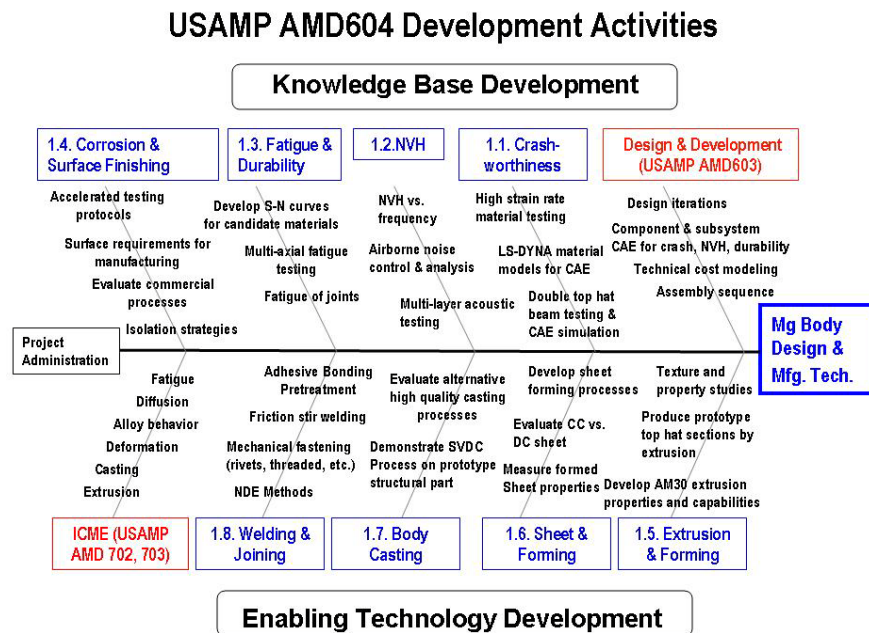 USAMP AMD604 Development Activities
Knowledge Base Development
1.4. Corrosion &
Surface Finishing
1.3. Fatigue &
Durability
1.2.NVH
1.1. Crash-
worthiness
Design & Development
(USAMP AMD603)
Accelerated testing
protocols
Surface requirements for
manufacturing
Evaluate commercial
processes
Isolation strategies
Develop S-N curves
for candidate materials
Multi-axial fatigue
testing
Fatigue of joints
NVH vs.
frequency
Airborne noise
control & analysis
Multi-layer acoustic
testing
High strain rate
material testing
LS-DYNA material
models for CAE
Double top hat
beam testing &
CAE simulation
Design iterations
Component & subsystem
CAE for crash, NVH, durability
Technical cost modeling
Assembly sequence
Project
Administration
Mg Body
Design &
Mfg. Tech.
Fatigue
Diffusion
Alloy behavior
Deformation
Casting
Extrusion
Adhesive Bonding
Pretreatment
Friction stir welding
Mechanical fastening
(rivets, threaded, etc.)
NDE Methods
Evaluate alternative
high quality casting
processes
Demonstrate SVDC
Process on prototype
structural part
Develop sheet
forming processes
Evaluate CC vs.
DC sheet
Measure formed
Sheet properties
Texture and
property studies
Produce prototype
top hat sections by
extrusion
Develop AM30 extrusion
properties and capabilities
ICME (USAMP
AMD 702, 703)
1.8. Welding &
Joining
1.7. Body
Casting
1.6. Sheet &
Forming
1.5. Extrusion
& Forming
Enabling Technology Development